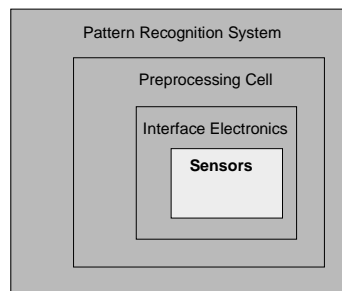 Pattern Recognition System
Preprocessing Cell
Interface Electronics
Sensors